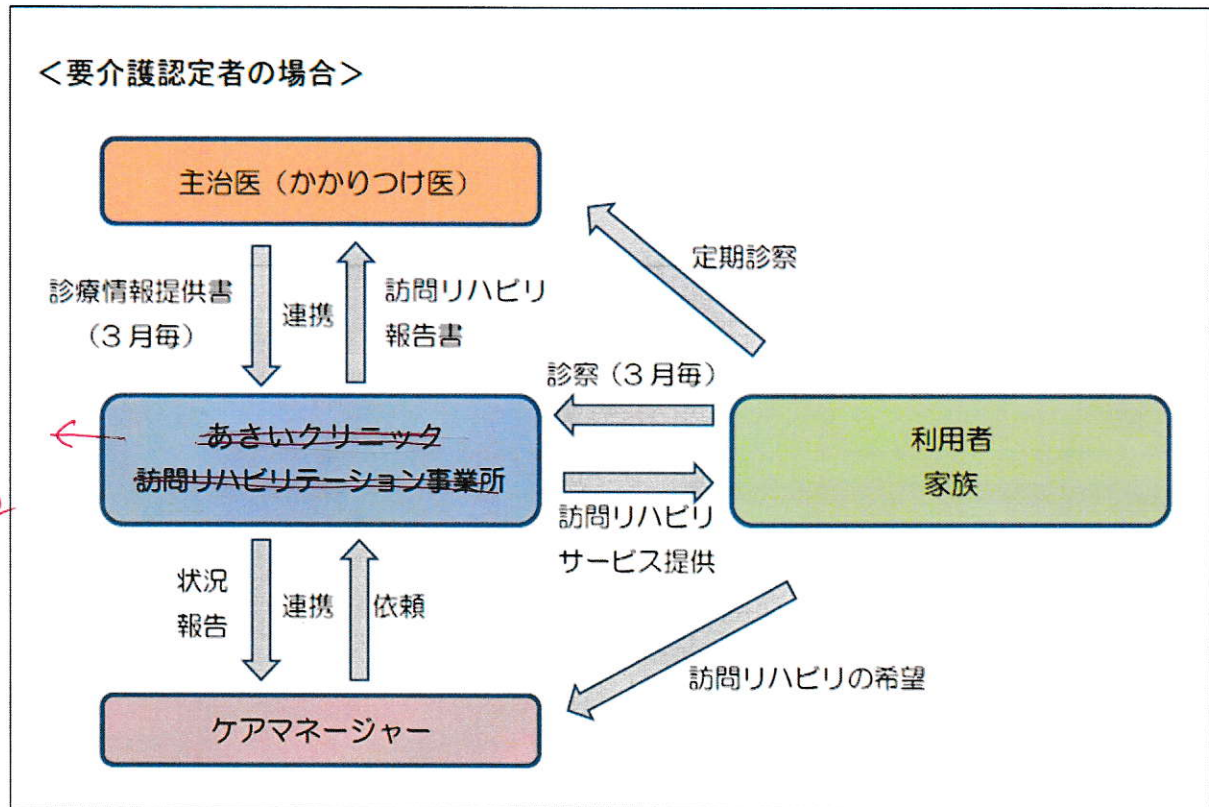 <要介護認定者の場合>
主治医(かかりつけ医)
定期診察
診療情報提供書
(3月毎)
連携
訪問リハビリ
報告書
診察(3月毎)
あさいクリニック
訪問リハビリテーション事業所
利用者
家族
訪問リハビリ
サービス提供
状況
報告
連携
依頼
訪問リハビリの希望
ケアマネージャー